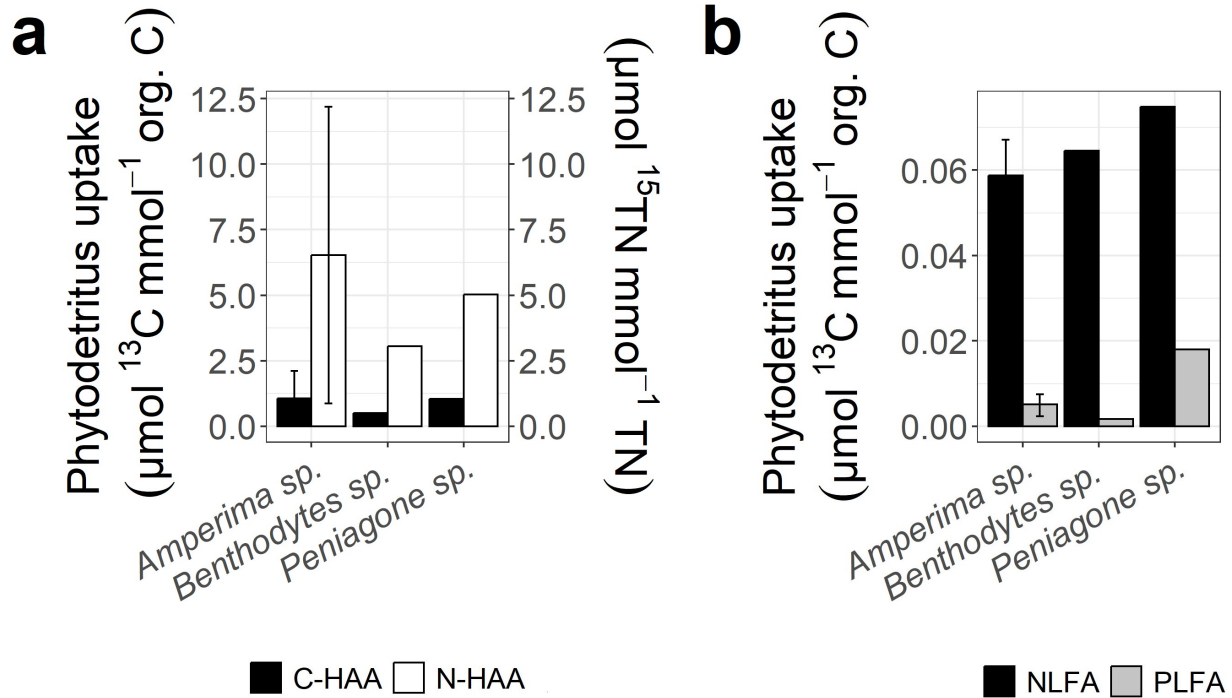 a
Phytodetritus uptake
(µmol ¹³C mmol⁻¹ org. C)
12.5
10.0
7.5
5.0
2.5
0.0
12.5
10.0
7.5
5.0
2.5
0.0
(µmol ¹⁵TN mmol⁻¹ TN)
Amperima sp.
Benthodytes sp.
Peniagone sp.
C-HAA N-HAA
b
Phytodetritus uptake
(µmol ¹³C mmol⁻¹ org. C)
0.06
0.04
0.02
0.00
Amperima sp.
Benthodytes sp.
Peniagone sp.
NLFA PLFA